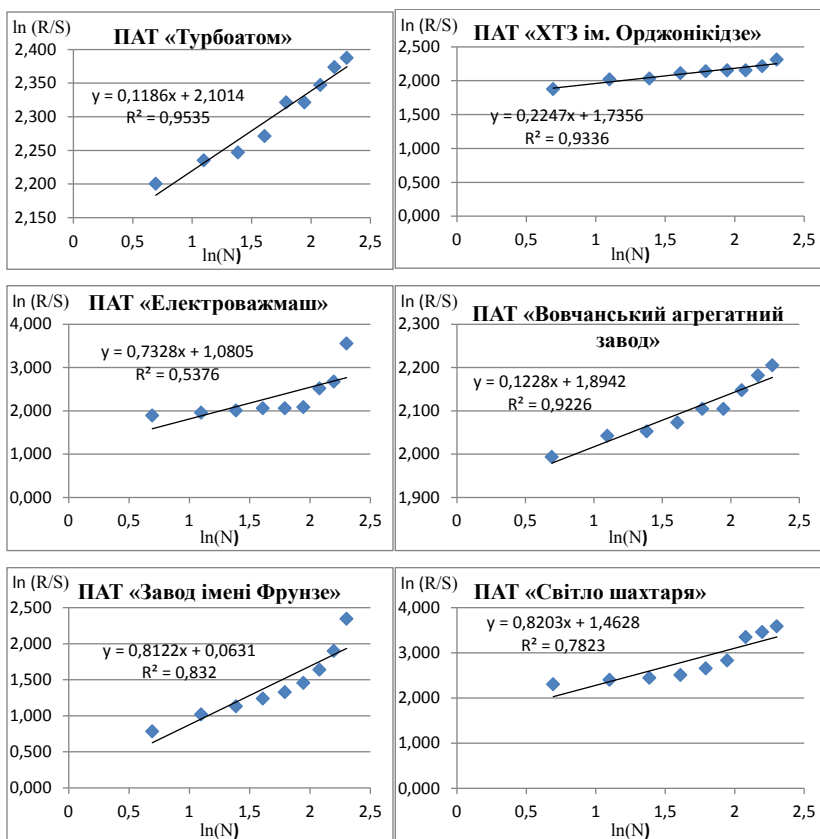 ln (R/S)
ПАТ «Турбоатом»
2,400
2,350
2,300
2,250
2,200
2,150
y = 0,1186x + 2,1014
R² = 0,9535
0
0,5
1
1,5
2
2,5
ln(N)
ln (R/S)
ПАТ «ХТЗ ім. Орджонікідзе»
2,500
2,000
1,500
1,000
0,500
0,000
y = 0,2247x + 1,7356
R² = 0,9336
0
0,5
1
1,5
2
2,5
ln(N)
ln (R/S)
ПАТ «Електроважмаш»
4,000
3,000
2,000
1,000
0,000
y = 0,7328x + 1,0805
R² = 0,5376
0
0,5
1
1,5
2
2,5
ln(N)
ln (R/S)
ПАТ «Вовчанський агрегатний
завод»
2,300
2,200
2,100
2,000
1,900
y = 0,1228x + 1,8942
R² = 0,9226
0
0,5
1
1,5
2
2,5
ln(N)
ln (R/S)
ПАТ «Завод імені Фрунзе»
2,500
2,000
1,500
1,000
0,500
0,000
y = 0,8122x + 0,0631
R² = 0,832
0
0,5
1
1,5
2
2,5
ln(N)
ln (R/S)
ПАТ «Світло шахтаря»
4,000
3,000
2,000
1,000
0,000
y = 0,8203x + 1,4628
R² = 0,7823
0
0,5
1
1,5
2
2,5
ln(N)